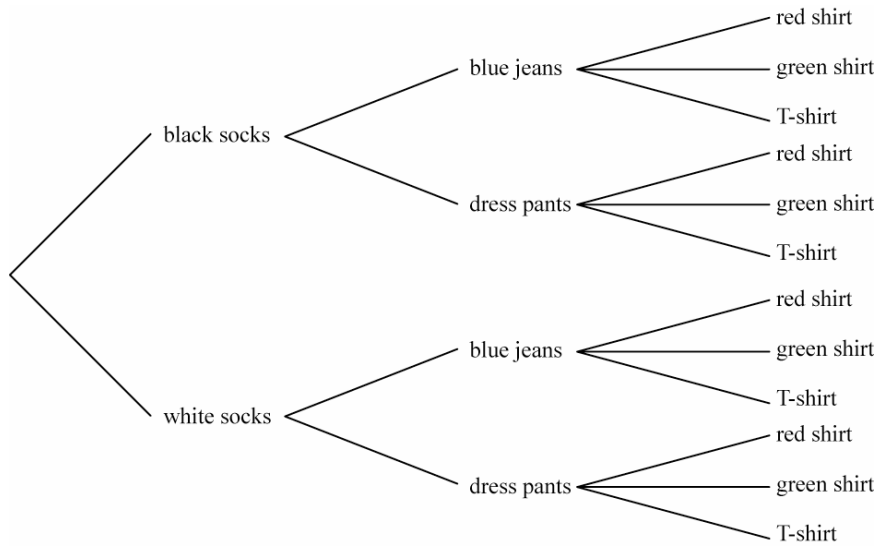 red shirt
blue jeans
green shirt
T-shirt
black socks
red shirt
dress pants
green shirt
T-shirt
red shirt
blue jeans
green shirt
T-shirt
white socks
red shirt
dress pants
green shirt
T-shirt